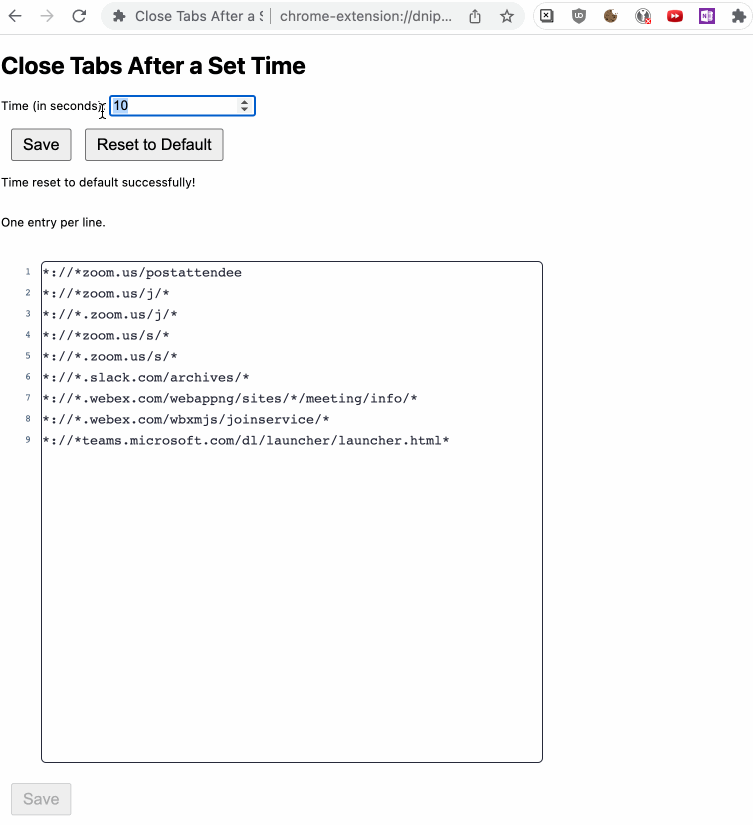 Close Tabs After a S
chrome-extension://dnip...
UD
N
Close Tabs After a Set Time
Time (in seconds): 10
Save Reset to Default
Time reset to default successfully!
One entry per line.
1 *://*zoom.us/postattendee
2 *://*zoom.us/j/*
3 *://*.zoom.us/j/*
4 *://*zoom.us/s/*
5 *://*.zoom.us/s/*
6 *://*.slack.com/archives/*
7 *://*.webex.com/webappng/sites/*/meeting/info/*
8 *://*.webex.com/wbxmjs/joinservice/*
9 *://*teams.microsoft.com/dl/launcher/launcher.html*
Save